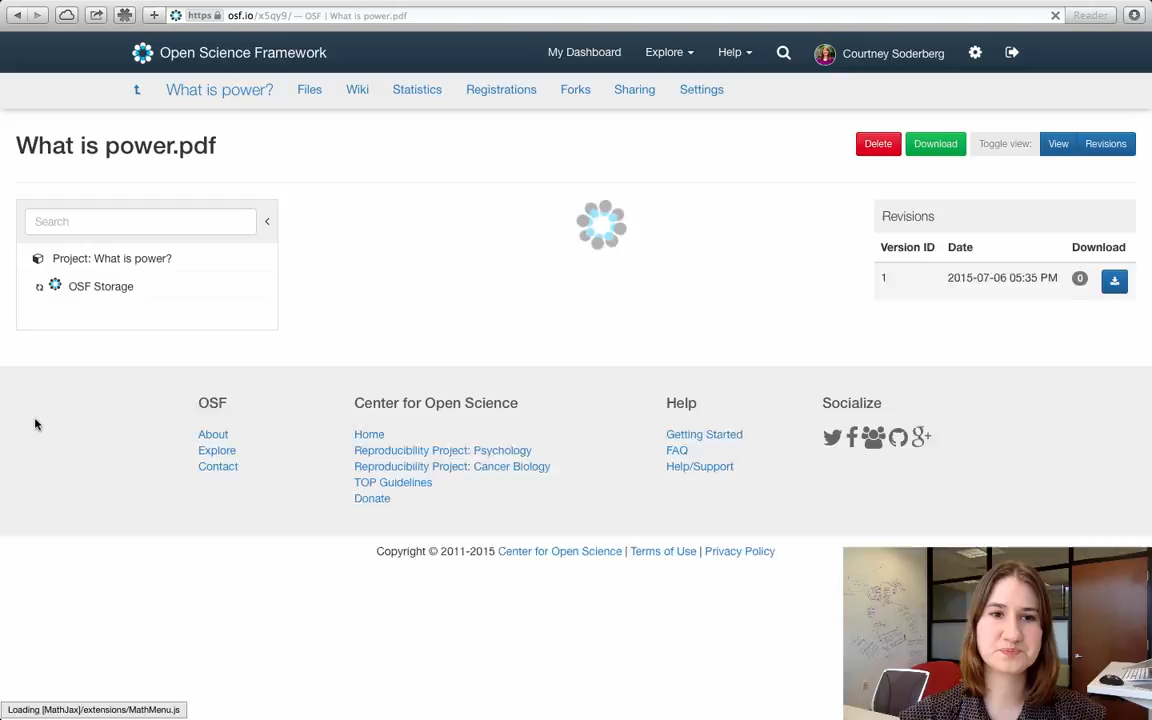 https osf.io/x5qy9/ — OSF | What is power.pdf Reader
Open Science Framework My Dashboard Explore Help Courtney Soderberg
What is power? Files Wiki Statistics Registrations Forks Sharing Settings
What is power.pdf Delete Download Toggle view: View Revisions
Search
Project: What is power?
OSF Storage
Revisions
Version ID Date Download
1 2015-07-06 05:35 PM 0
OSF
About
Explore
Contact
Center for Open Science
Home
Reproducibility Project: Psychology
Reproducibility Project: Cancer Biology
TOP Guidelines
Donate
Help
Getting Started
FAQ
Help/Support
Socialize
Copyright © 2011-2015 Center for Open Science | Terms of Use | Privacy Policy
Loading [MathJax]/extensions/MathMenu.js